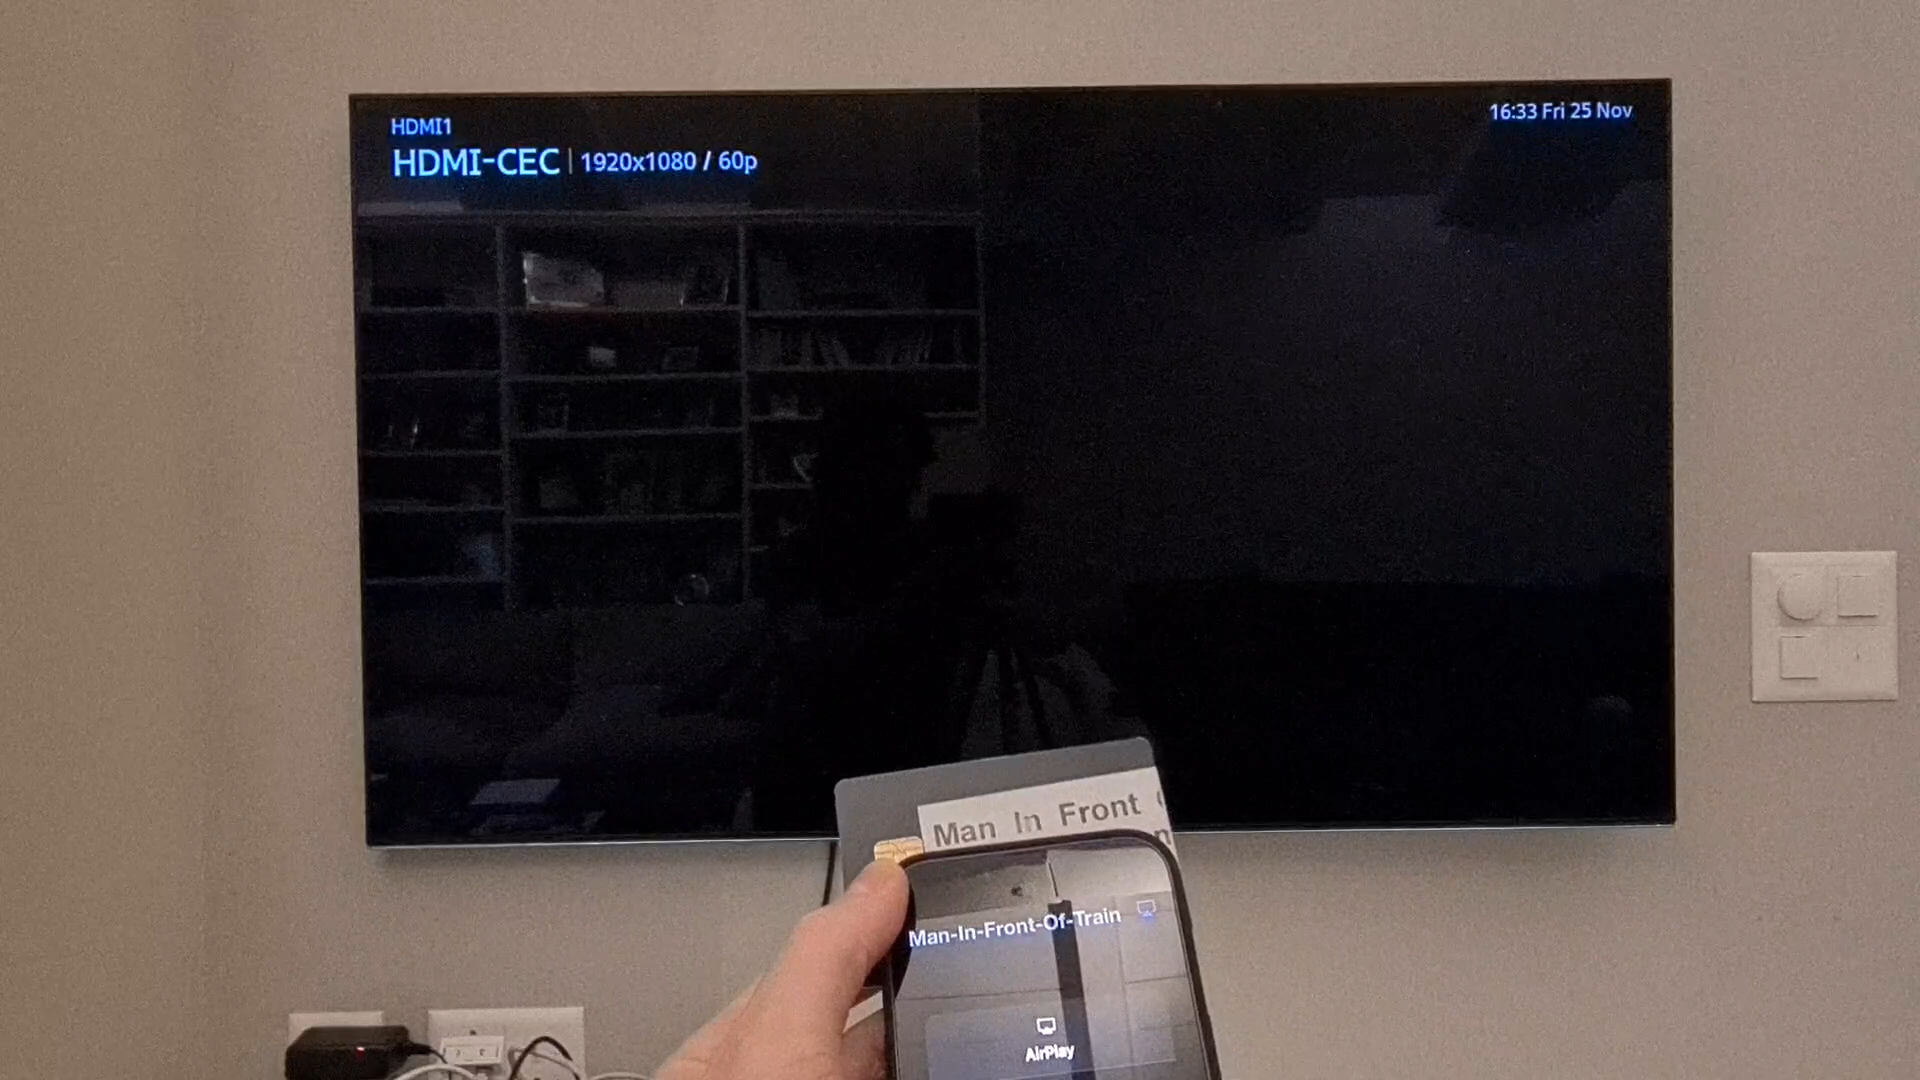 HDMI1
HDMI-CEC | 1920x1080 / 60p
16:33 Fri 25 Nov
Man In Front
Man-In-Front-Of-Train
AirPlay